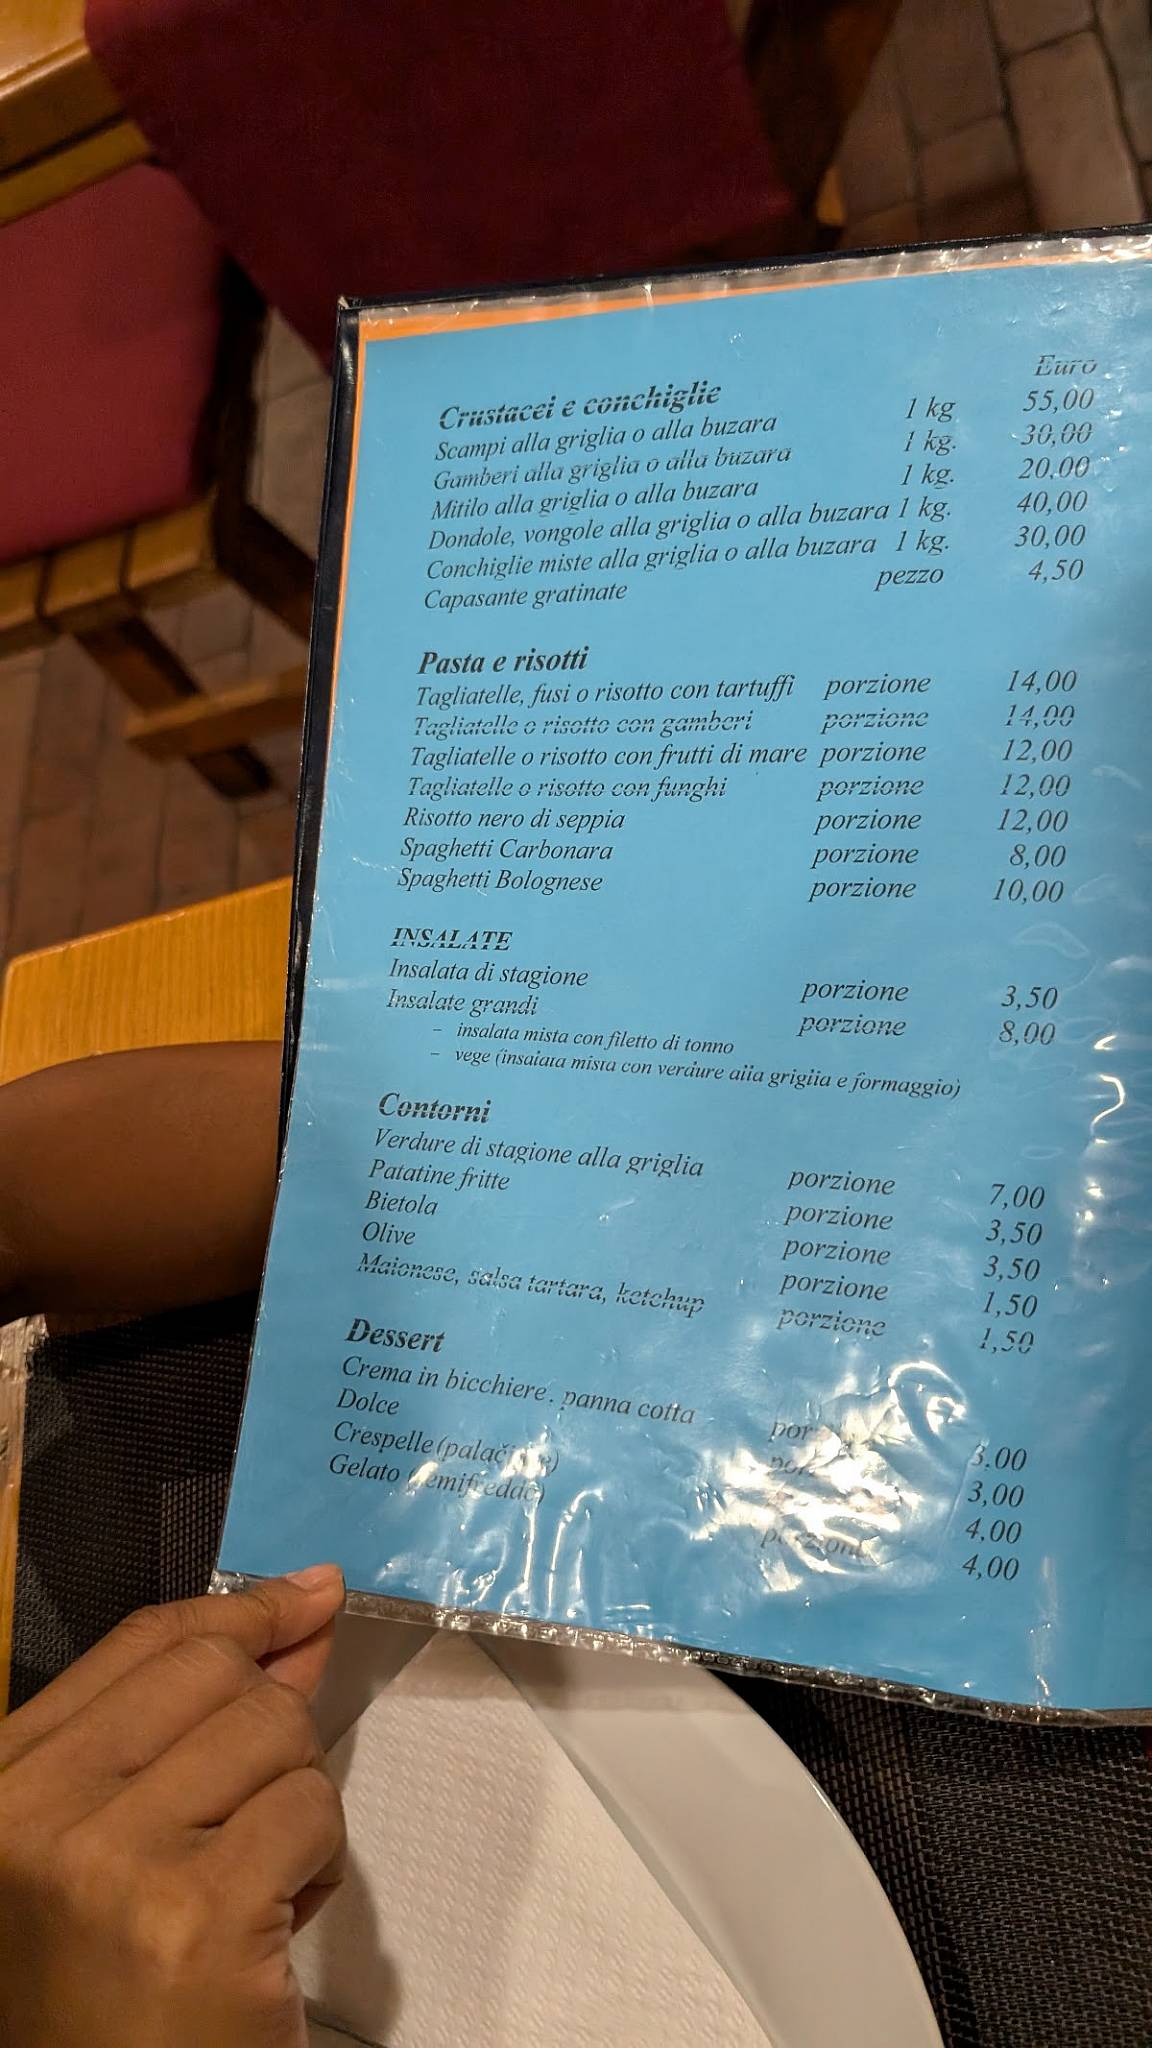 Euro
Crustacei e conchiglie
Scampi alla griglia o alla buzara 1 kg 55,00
Gamberi alla griglia o alla buzara 1 kg. 30,00
Mitilo alla griglia o alla buzara 1 kg. 20,00
Dondole, vongole alla griglia o alla buzara 1 kg. 40,00
Conchiglie miste alla griglia o alla buzara 1 kg. 30,00
Capasante gratinate pezzo 4,50
Pasta e risotti
Tagliatelle, fusi o risotto con tartuffi porzione 14,00
Tagliatelle o risotto con gamberi porzione 14,00
Tagliatelle o risotto con frutti di mare porzione 12,00
Tagliatelle o risotto con funghi porzione 12,00
Risotto nero di seppia porzione 12,00
Spaghetti Carbonara porzione 8,00
Spaghetti Bolognese porzione 10,00
INSALATE
Insalata di stagione porzione 3,50
Insalate grandi porzione 8,00
- insalata mista con filetto di tonno
- vege (insalata mista con verdure alla griglia e formaggio)
Contorni
Verdure di stagione alla griglia porzione 7,00
Patatine fritte porzione 3,50
Bietola porzione 3,50
Olive porzione 1,50
Maionese, salsa tartara, ketchup porzione 1,50
Dessert
Crema in bicchiere, panna cotta 3,00
Dolce 3,00
Crespelle 4,00
Gelato porzione 4,00